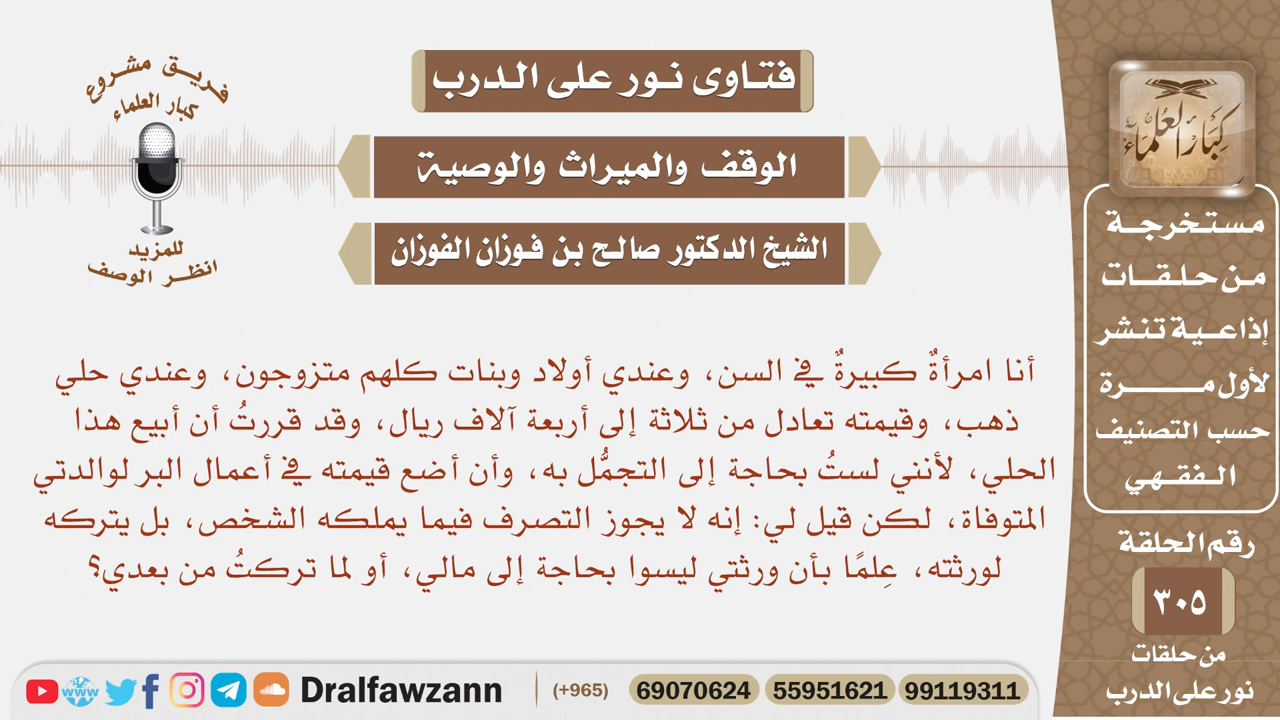 فتاوى نور على الدرب
الوقف والميراث والوصية
الشيخ الدكتور صالح بن فوزان الفوزان
فريق مشروع
كبار العلماء
للمزيد
انظر الوصف
كبار العلماء
مستخرجة
من حلقات
إذاعية تنشر
لأول مرة
حسب التصنيف
الفقهي
رقم الحلقة
٣٠٥
من حلقات
نور على الدرب
أنا امرأةٌ كبيرةٌ في السن، وعندي أولاد وبنات كلهم متزوجون، وعندي حلي
ذهب، وقيمته تعادل من ثلاثة إلى أربعة آلاف ريال، وقد قررتُ أن أبيع هذا
الحلي، لأنني لستُ بحاجة إلى التجمُّل به، وأن أضع قيمته في أعمال البر لوالدتي
المتوفاة، لكن قيل لي: إنه لا يجوز التصرف فيما يملكه الشخص، بل يتركه
لورثته، عِلمًا بأن ورثتي ليسوا بحاجة إلى مالي، أو لما تركتُ من بعدي؟
www Dralfawzann (+965) 69070624 55951621 99119311